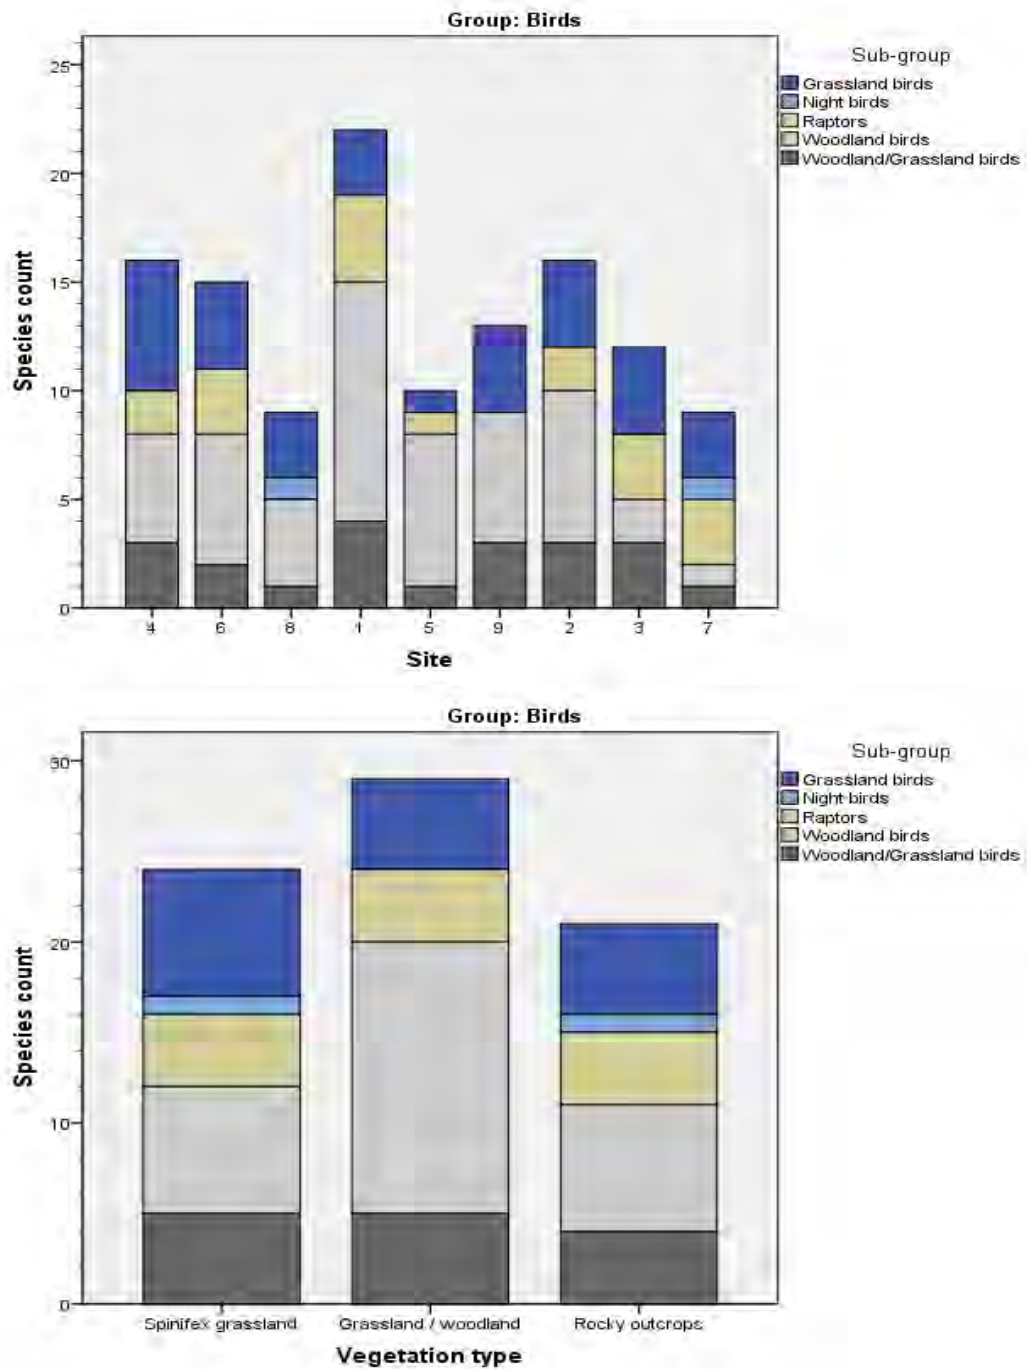 Group: Birds
Sub-group
Grassland birds
Night birds
Raptors
Woodland birds
Woodland/Grassland birds
Species count
25
20
15
10
5
0
4 6 8 1 5 9 2 3 7
Site
Group: Birds
Sub-group
Grassland birds
Night birds
Raptors
Woodland birds
Woodland/Grassland birds
Species count
30
20
10
0
Spinifex grassland Grassland / woodland Rocky outcrops
Vegetation type